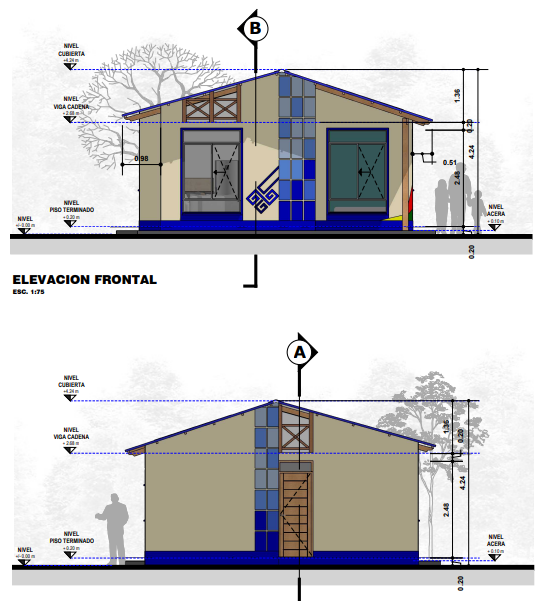 B
NIVEL
CUBIERTA
+4.24 m
NIVEL
VIGA CADENA
+ 2.68 m
1.36
0.20
4.24
2.48
0.98
0.51
NIVEL
PISO TERMINADO
+ 0.20 m
NIVEL
+/- 0.00 m
NIVEL
ACERA
+ 0.10 m
0.20
ELEVACION FRONTAL
ESC. 1:75
A
NIVEL
CUBIERTA
+4.24 m
NIVEL
VIGA CADENA
+ 2.68 m
1.36
0.20
4.24
2.48
NIVEL
PISO TERMINADO
+ 0.20 m
NIVEL
+/- 0.00 m
NIVEL
ACERA
+ 0.10 m
0.20